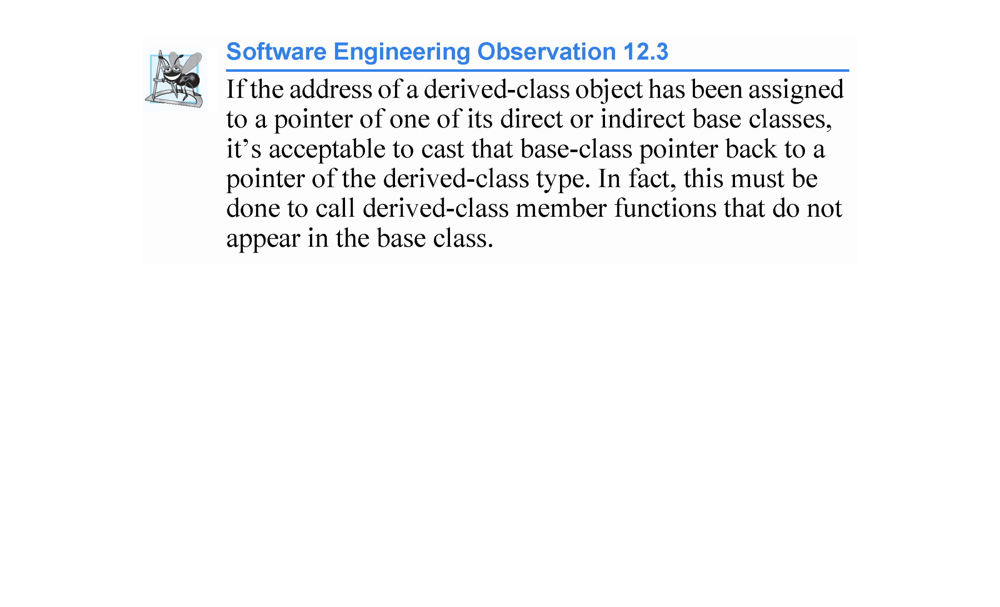 Software Engineering Observation 12.3
If the address of a derived-class object has been assigned
to a pointer of one of its direct or indirect base classes,
it’s acceptable to cast that base-class pointer back to a
pointer of the derived-class type. In fact, this must be
done to call derived-class member functions that do not
appear in the base class.